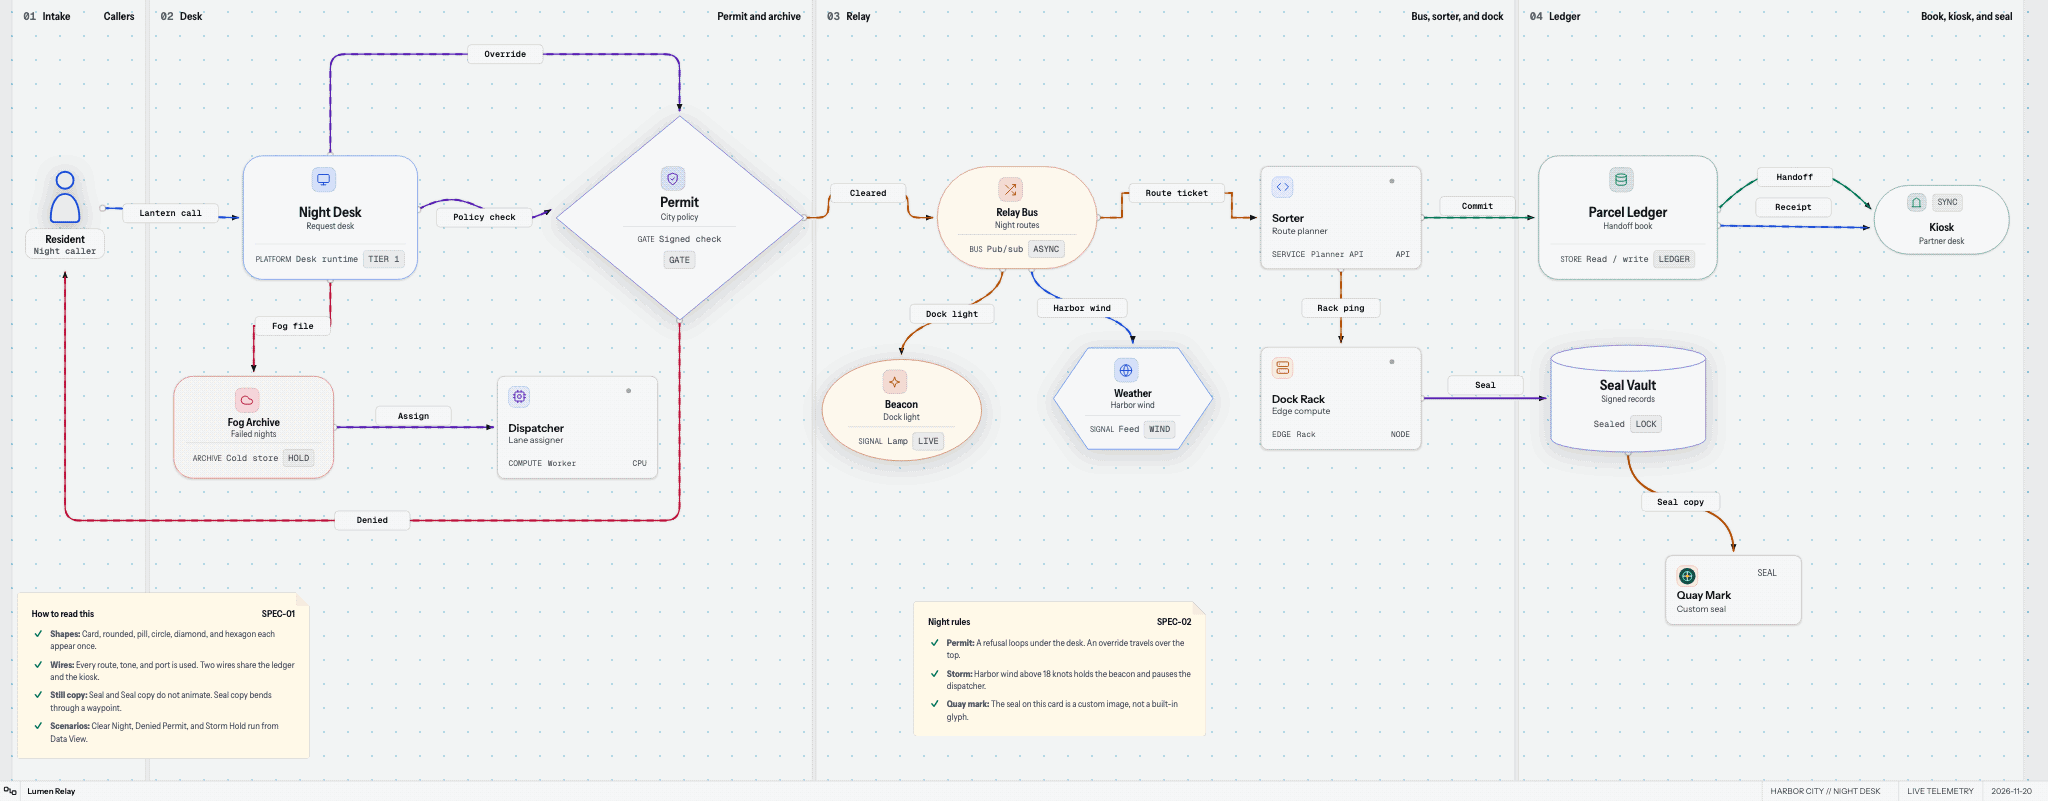 01 Intake
Callers
02 Desk
Permit and archive
03 Relay
Bus, sorter, and dock
04 Ledger
Book, kiosk, and seal
Override
Resident
Night caller
Lantern call
Night Desk
Request desk
PLATFORM Desk runtime TIER 1
Policy check
Permit
City policy
GATE Signed check
GATE
Cleared
Relay Bus
Night routes
BUS Pub/sub ASYNC
Route ticket
Sorter
Route planner
SERVICE Planner API API
Commit
Parcel Ledger
Handoff book
STORE Read / write LEDGER
Handoff
Receipt
SYNC
Kiosk
Partner desk
Fog file
Dock light
Harbor wind
Rack ping
Fog Archive
Failed nights
ARCHIVE Cold store HOLD
Assign
Dispatcher
Lane assigner
COMPUTE Worker CPU
Beacon
Dock light
SIGNAL Lamp LIVE
Weather
Harbor wind
SIGNAL Feed WIND
Dock Rack
Edge compute
EDGE Rack NODE
Seal
Seal Vault
Signed records
Sealed LOCK
Denied
Seal copy
SEAL
Quay Mark
Custom seal
How to read this SPEC-01
Shapes: Card, rounded, pill, circle, diamond, and hexagon each
appear once.
Wires: Every route, tone, and port is used. Two wires share the ledger
and the kiosk.
Still copy: Seal and Seal copy do not animate. Seal copy bends
through a waypoint.
Scenarios: Clear Night, Denied Permit, and Storm Hold run from
Data View.
Night rules SPEC-02
Permit: A refusal loops under the desk. An override travels over the
top.
Storm: Harbor wind above 18 knots holds the beacon and pauses the
dispatcher.
Quay mark: The seal on this card is a custom image, not a built-in
glyph.
Lumen Relay
HARBOR CITY // NIGHT DESK
LIVE TELEMETRY
2026-11-20